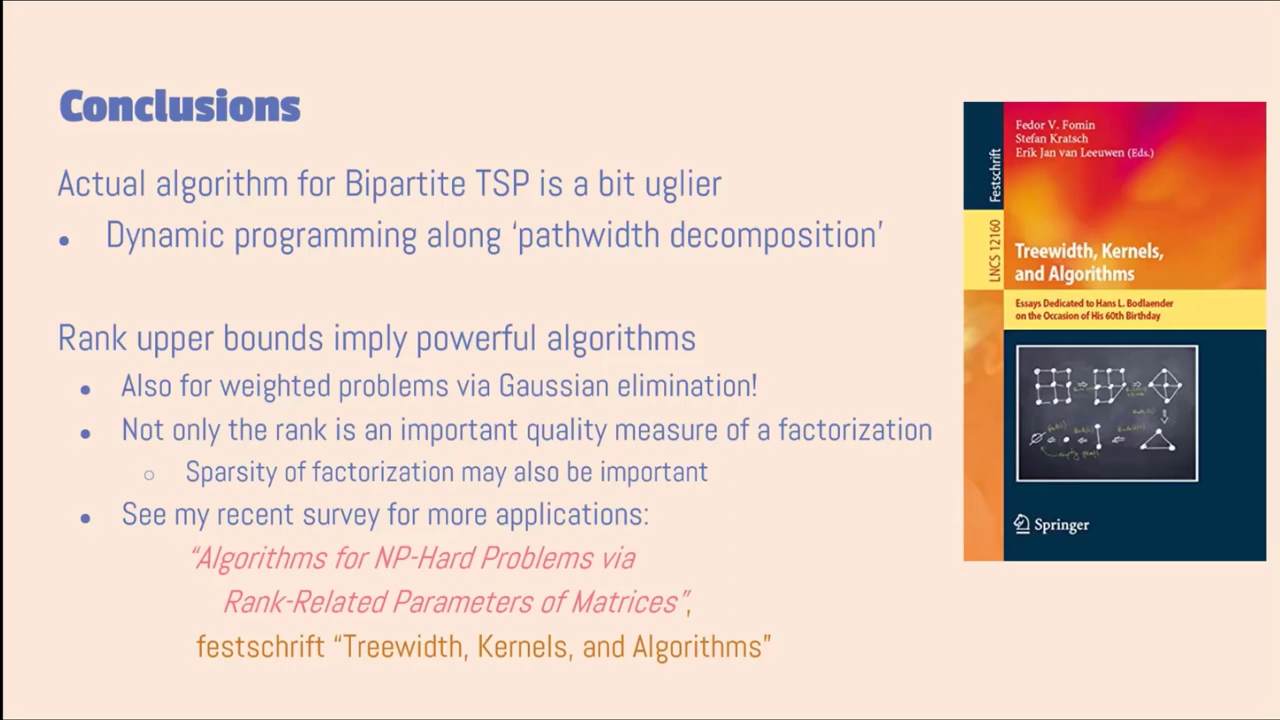 Conclusions
Actual algorithm for Bipartite TSP is a bit uglier
• Dynamic programming along ‘pathwidth decomposition’
Rank upper bounds imply powerful algorithms
• Also for weighted problems via Gaussian elimination!
• Not only the rank is an important quality measure of a factorization
○ Sparsity of factorization may also be important
• See my recent survey for more applications:
“Algorithms for NP-Hard Problems via
Rank-Related Parameters of Matrices”,
festschrift “Treewidth, Kernels, and Algorithms”
Festschrift
LNCS 12160
Fedor V. Fomin
Stefan Kratsch
Erik Jan van Leeuwen (Eds.)
Treewidth, Kernels,
and Algorithms
Essays Dedicated to Hans L. Bodlaender
on the Occasion of His 60th Birthday
Springer